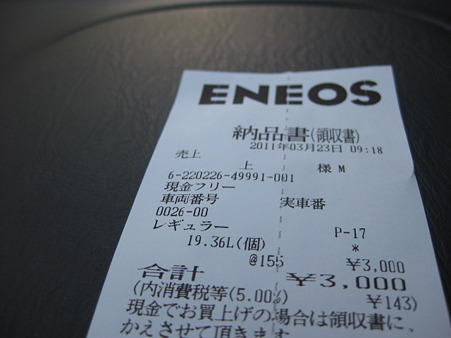 ENEOS
納品書(領収書)
2011年03月23日 09:18
売上 上 様 M
6-220226-49991-001
現金フリー
車両番号 実車番
0026-00
レギュラー P-17
19.36L(個) *
@155 ¥3,000
合計 ¥3,000
(内消費税等(5.00%) ¥143)
現金でお買上げの場合は領収書に、
かえさせて頂きます